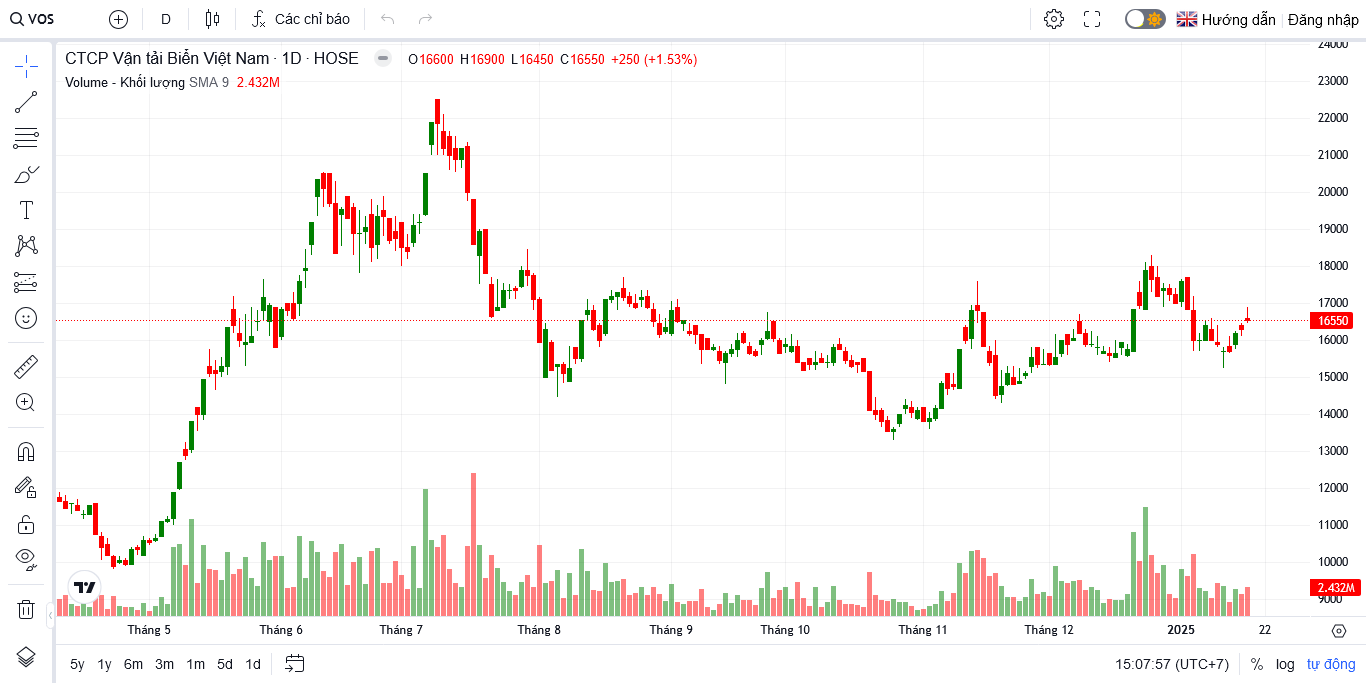 VOS D Các chỉ báo Hướng dẫn Đăng nhập
CTCP Vận tải Biển Việt Nam · 1D · HOSE O16600 H16900 L16450 C16550 +250 (+1.53%)
Volume - Khối lượng SMA 9 2.432M
24000
23000
22000
21000
20000
19000
18000
17000
16550
16000
15000
14000
13000
12000
11000
10000
2.432M
9000
Tháng 5 Tháng 6 Tháng 7 Tháng 8 Tháng 9 Tháng 10 Tháng 11 Tháng 12 2025 22
5y 1y 6m 3m 1m 5d 1d 15:07:57 (UTC+7) % log tự động